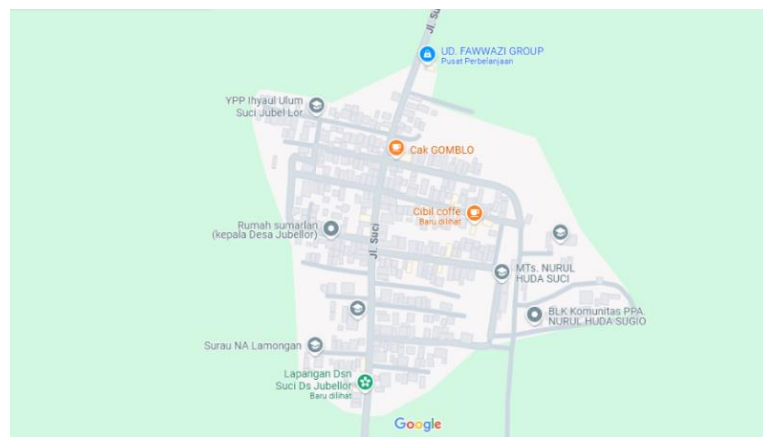 Jl. Su
UD. FAWWAZI GROUP
Pusat Perbelanjaan
YPP Ihyaul Ulum
Suci Jubel Lor
Cak GOMBLO
Cibil coffe
Baru dilihat
Rumah sumarlan
(kepala Desa Jubellor)
Jl. Suci
MTs. NURUL
HUDA SUCI
BLK Komunitas PPA.
NURUL HUDA SUGIO
Surau NA Lamongan
Lapangan Dsn
Suci Ds Jubellor
Baru dilihat
Google